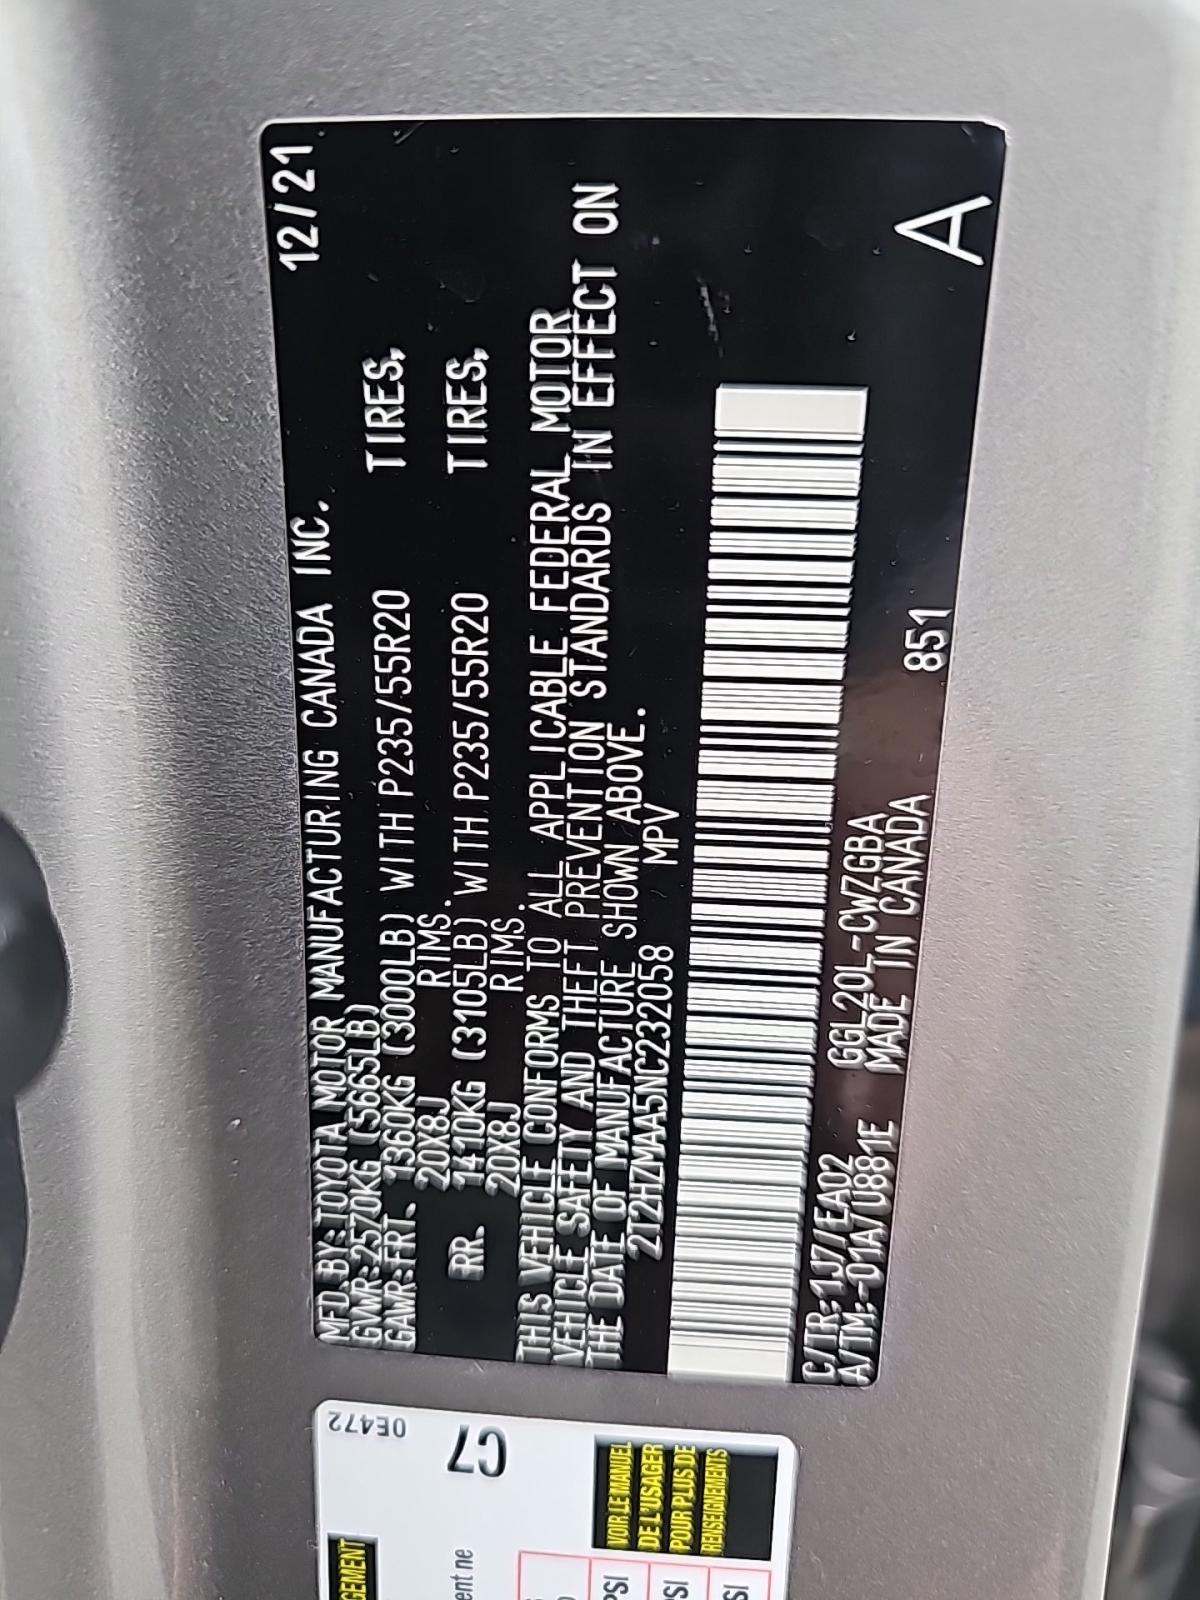 12/21
MFD.BY:TOYOTA MOTOR MANUFACTURING CANADA INC.
GVWR:2570KG (5665LB)
GAWR:FRT. 1360KG (3000LB) WITH P235/55R20 TIRES,
20X8J RIMS.
RR. 1410KG (3105LB) WITH P235/55R20 TIRES,
20X8J RIMS.
THIS VEHICLE CONFORMS TO ALL APPLICABLE FEDERAL MOTOR
VEHICLE SAFETY AND THEFT PREVENTION STANDARDS IN EFFECT ON
THE DATE OF MANUFACTURE SHOWN ABOVE.
2T2HZMAA5NC232058 MPV
C/TR:1J7/EA02 GGL20L-CWZGBA
A/TM:-01A/U881E MADE IN CANADA 851
A
0E472
C7
VOIR LE MANUEL
DE L'USAGER
POUR PLUS DE
RENSEIGNEMENTS
GEMENT
ent ne
PSI
PSI
SI